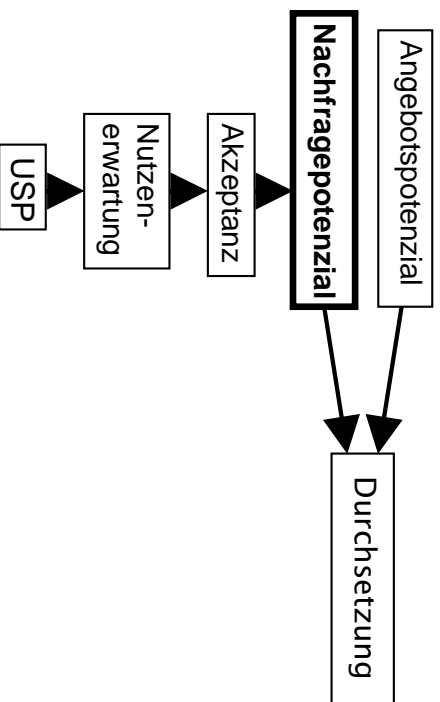 Angebotspotenzial
Nachfragepotenzial
Durchsetzung
Akzeptanz
Nutzen-
erwartung
USP